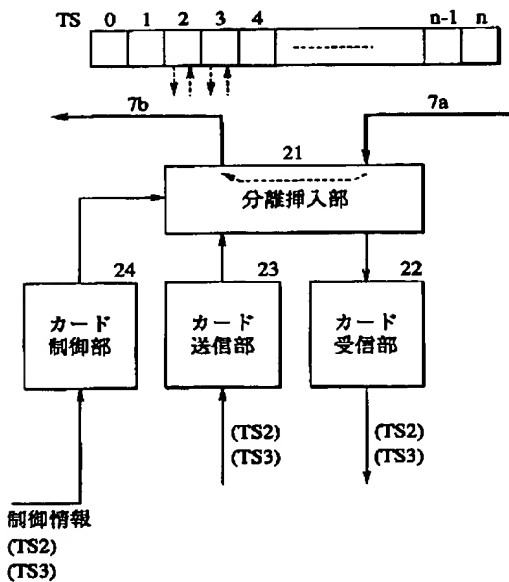 TS 0 1 2 3 4 n-1 n
7b 7a
21
分離挿入部
24 23 22
カード
制御部
カード
送信部
カード
受信部
(TS2)
(TS3)
(TS2)
(TS3)
制御情報
(TS2)
(TS3)